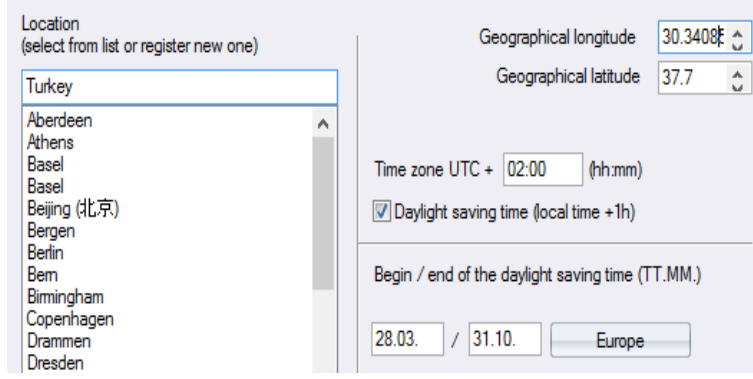 Location
(select from list or register new one)
Turkey
Aberdeen
Athens
Basel
Basel
Beijing (北京)
Bergen
Berlin
Bern
Birmingham
Copenhagen
Drammen
Dresden
Geographical longitude
Geographical latitude 37.7
Time zone UTC + 02:00 (hh:mm)
Daylight saving time (local time +1h)
Begin / end of the daylight saving time (TT.MM.)
28.03. / 31.10. Europe